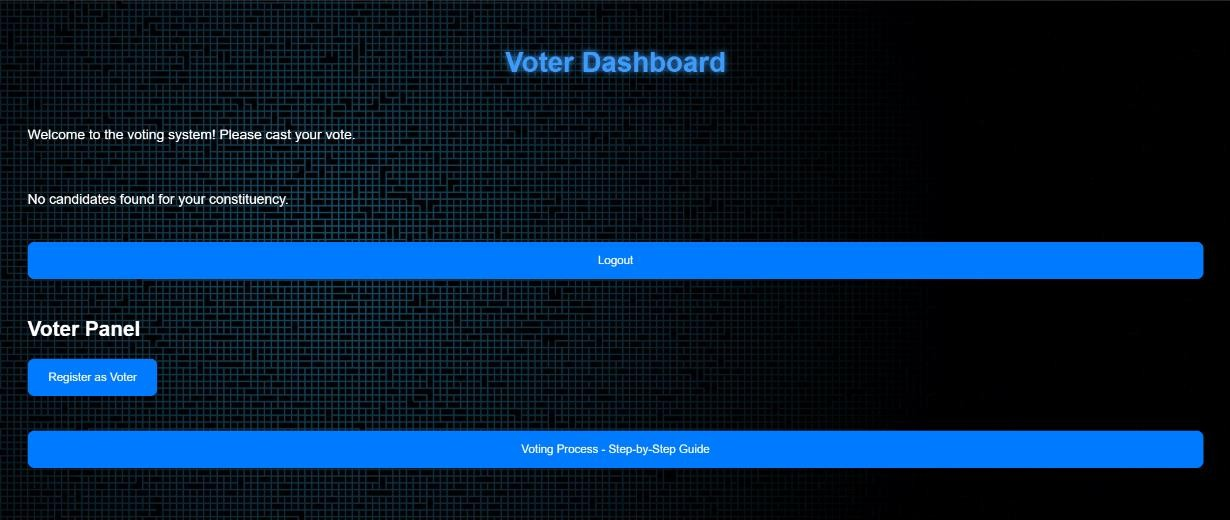 Voter Dashboard
Welcome to the voting system! Please cast your vote.
No candidates found for your constituency.
Logout
Voter Panel
Register as Voter
Voting Process - Step-by-Step Guide